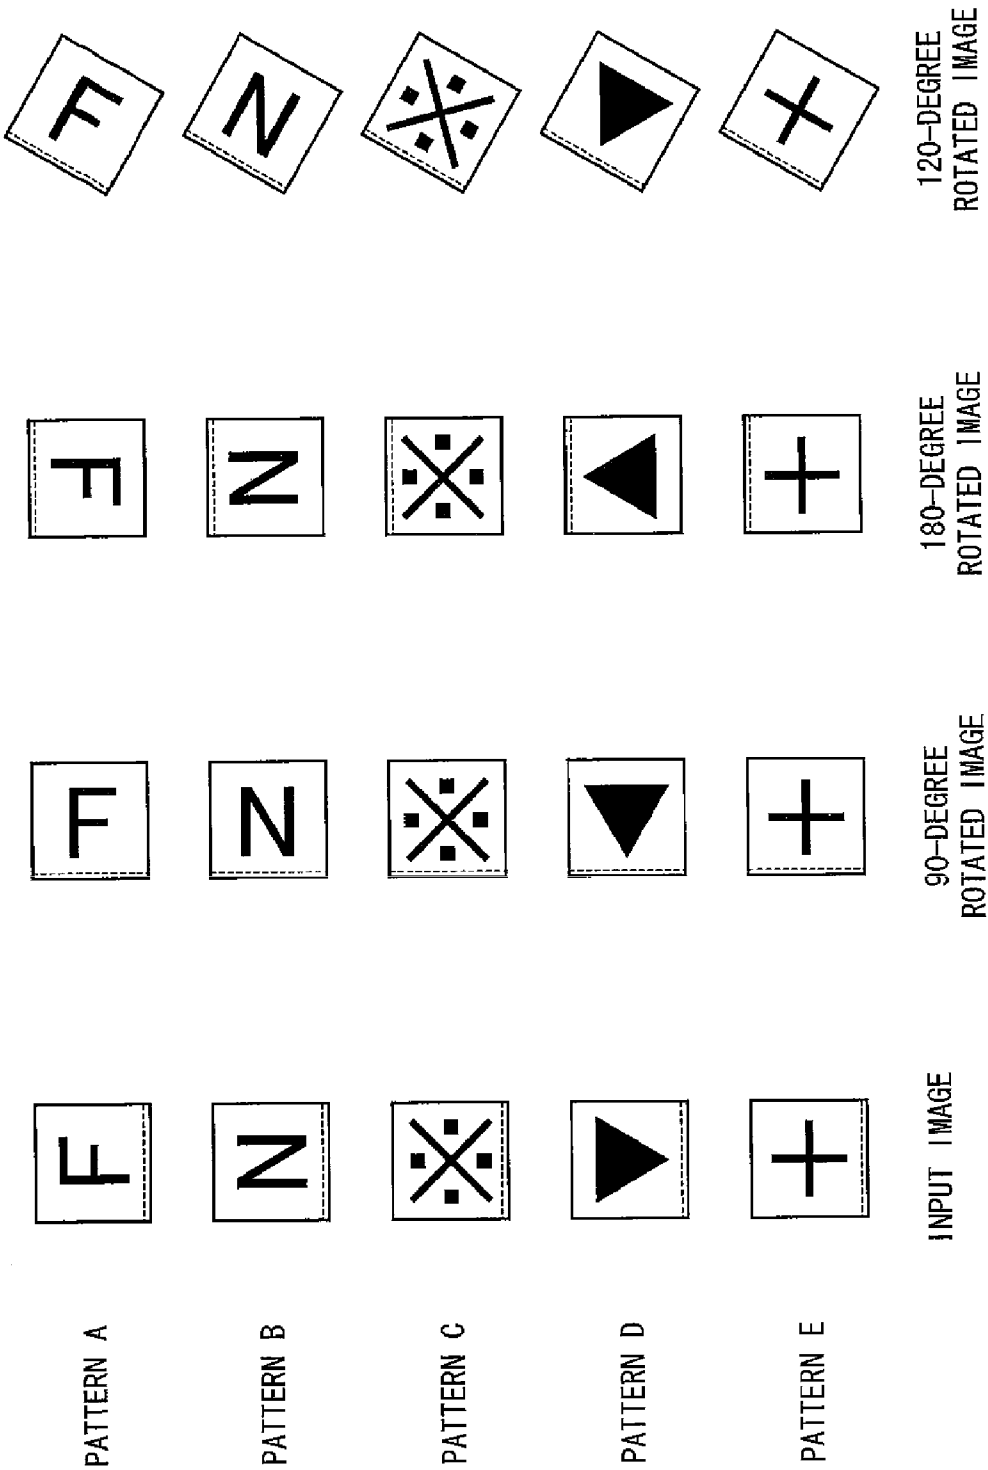 PATTERN A
F
F
F
F
PATTERN B
N
N
N
N
PATTERN C
PATTERN D
PATTERN E
INPUT IMAGE
90-DEGREE
ROTATED IMAGE
180-DEGREE
ROTATED IMAGE
120-DEGREE
ROTATED IMAGE